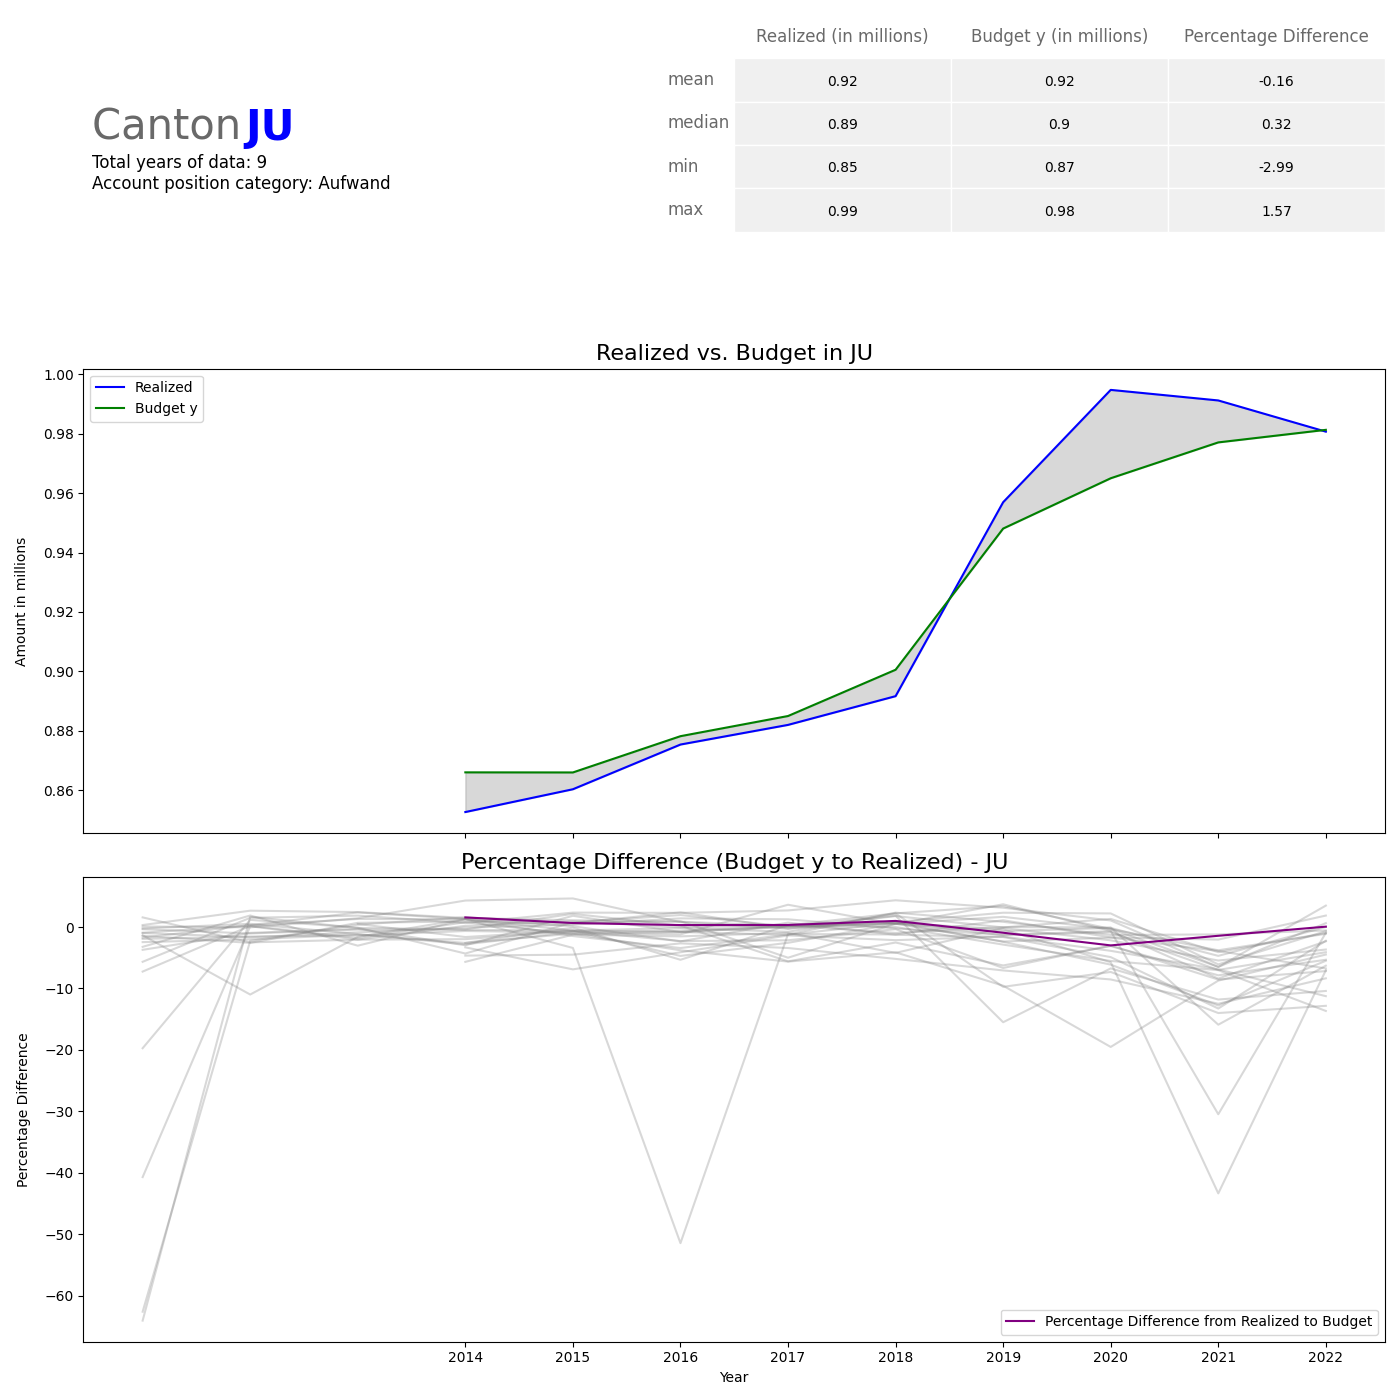 Realized (in millions) Budget y (in millions) Percentage Difference
mean 0.92 0.92 -0.16
median 0.89 0.9 0.32
min 0.85 0.87 -2.99
max 0.99 0.98 1.57
Canton JU
Total years of data: 9
Account position category: Aufwand
Realized vs. Budget in JU
Realized
Budget y
1.00
0.98
0.96
0.94
0.92
0.90
0.88
0.86
Amount in millions
Percentage Difference (Budget y to Realized) - JU
0
−10
−20
−30
−40
−50
−60
Percentage Difference
Percentage Difference from Realized to Budget
2014 2015 2016 2017 2018 2019 2020 2021 2022
Year